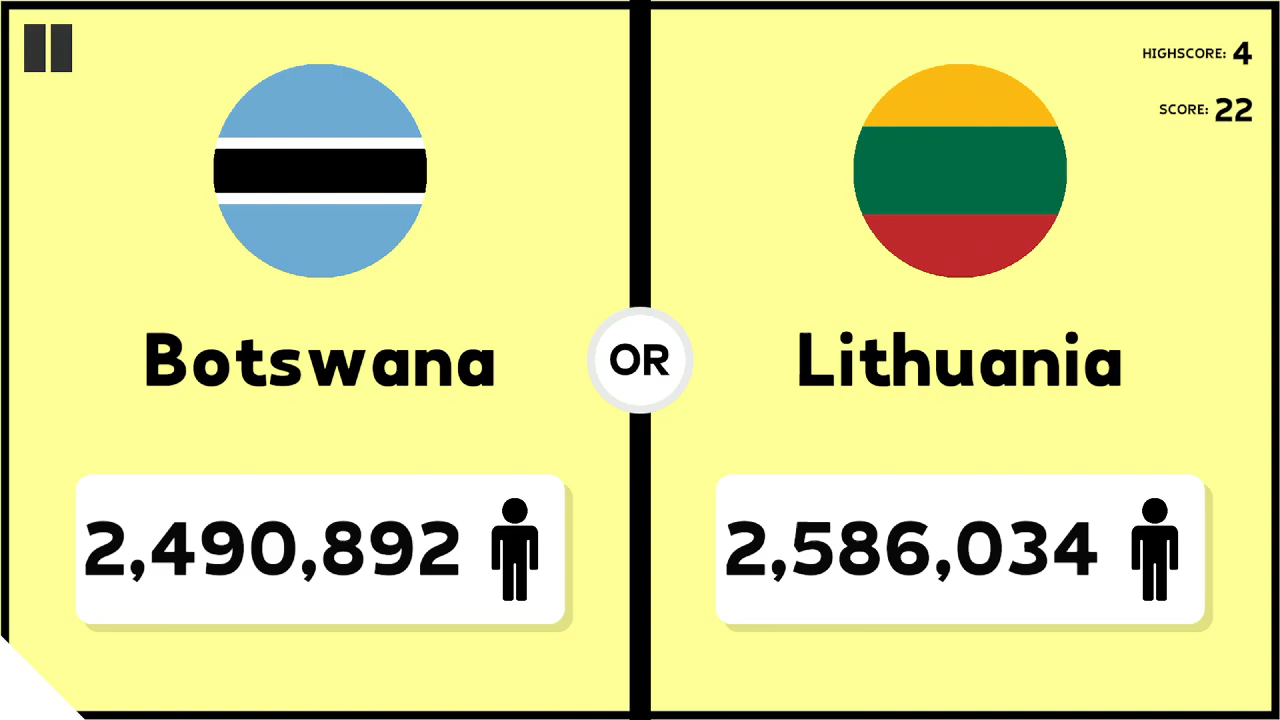 HIGHSCORE: 4
SCORE: 22
Botswana
OR
Lithuania
2,490,892
2,586,034